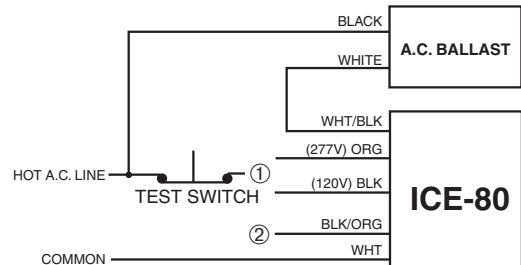 BLACK
A.C. BALLAST
WHITE
WHT/BLK
(277V) ORG
HOT A.C. LINE
①
TEST SWITCH
(120V) BLK
ICE-80
②
BLK/ORG
COMMON
WHT